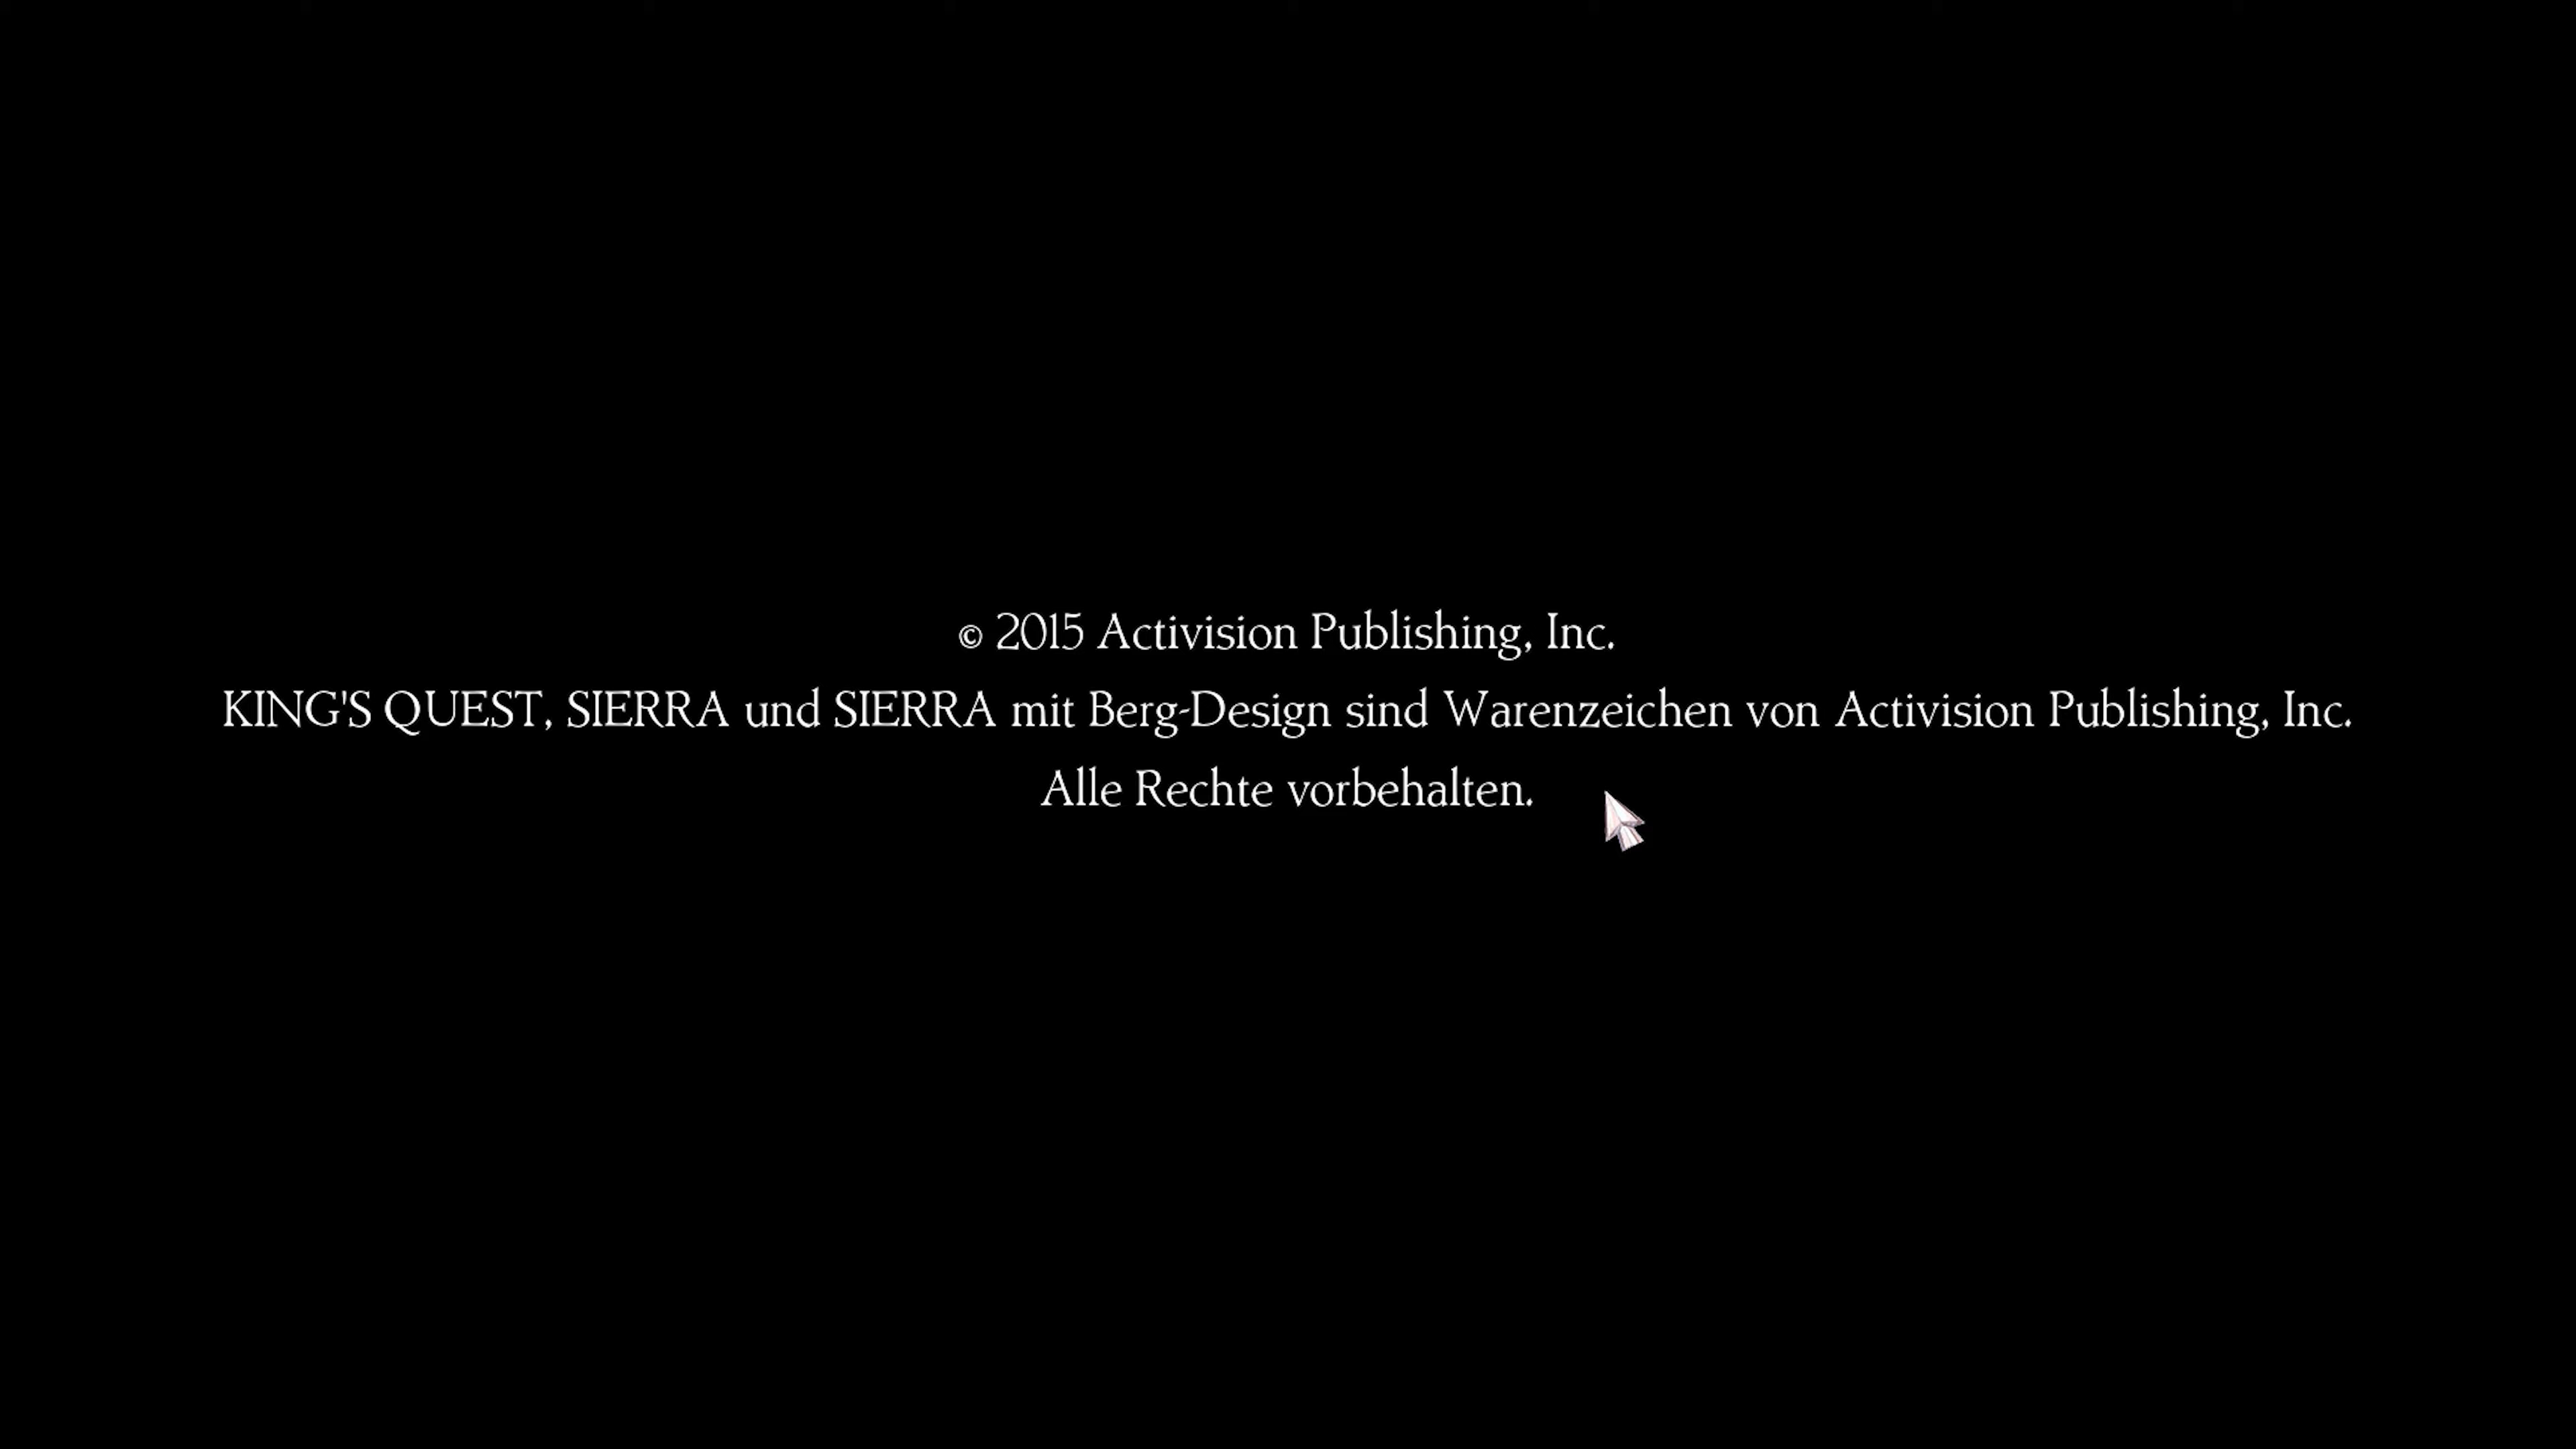 © 2015 Activision Publishing, Inc.
KING'S QUEST, SIERRA und SIERRA mit Berg-Design sind Warenzeichen von Activision Publishing, Inc.
Alle Rechte vorbehalten.